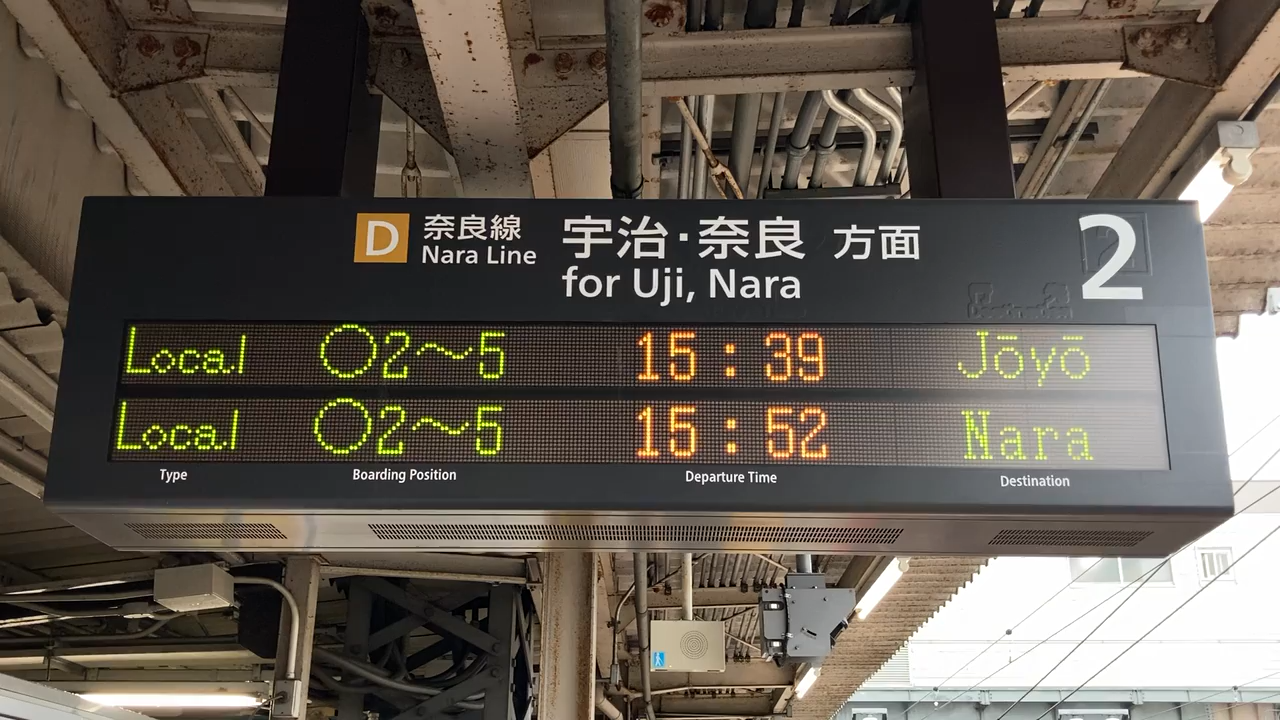 D 奈良線 宇治・奈良 方面 2
Nara Line for Uji, Nara
Local ○2～5 15:39 Jōyō
Local ○2～5 15:52 Nara
Type Boarding Position Departure Time Destination